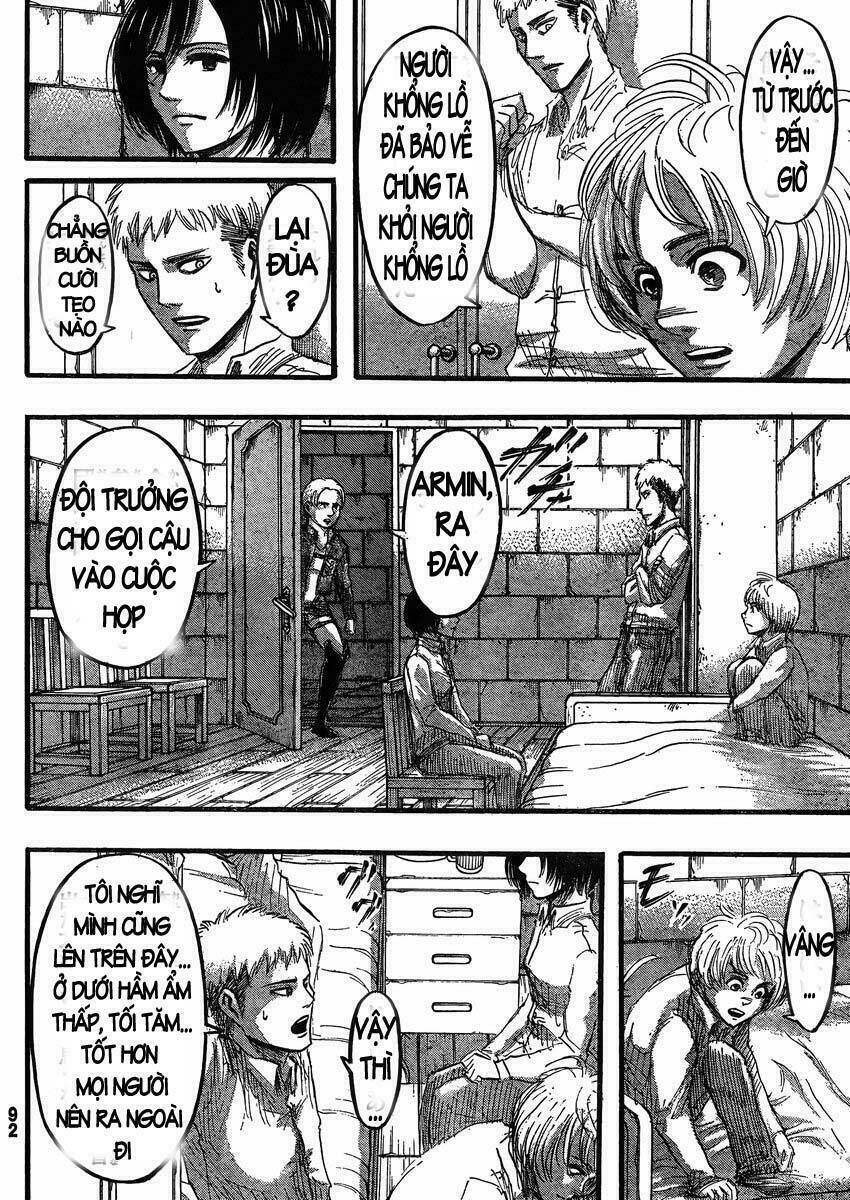 VẬY...
TỪ TRƯỚC
ĐẾN
GIỜ
NGƯỜI
KHỔNG LỒ
ĐÃ BẢO VỄ
CHÚNG TA
KHỎI NGƯỜI
KHỔNG LỒ
LẠI
ĐÙA
?
CHẲNG
BUỒN
CƯỜI
TẸO
NÀO
ARMIN,
RA
ĐÂY
ĐỘI TRƯỞNG
CHO GỌI CẬU
VÀO CUỘC
HỌP
VÂNG
...
VẬY
THÌ
...
TÔI NGHĨ
MÌNH CŨNG
LÊN TRÊN ĐÂY...
Ở DƯỚI HẦM ẨM
THẤP, TỐI TĂM...
TỐT HƠN
MỌI NGƯỜI
NÊN RA NGOÀI
ĐI
92